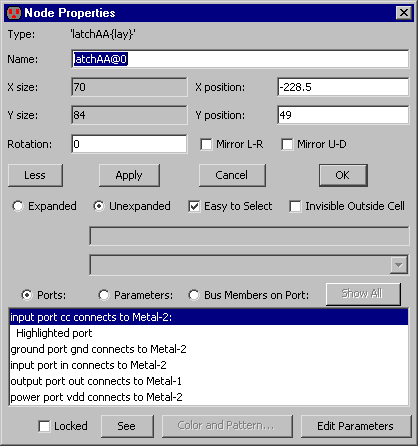 Node Properties
Type: 'latchAA{lay}'
Name: latchAA@0
X size: 70 X position: -228.5
Y size: 84 Y position: 49
Rotation: 0 Mirror L-R Mirror U-D
Less Apply Cancel OK
Expanded Unexpanded Easy to Select Invisible Outside Cell
Ports: Parameters: Bus Members on Port: Show All
input port cc connects to Metal-2:
Highlighted port
ground port gnd connects to Metal-2
input port in connects to Metal-2
output port out connects to Metal-1
power port vdd connects to Metal-2
Locked See Color and Pattern... Edit Parameters